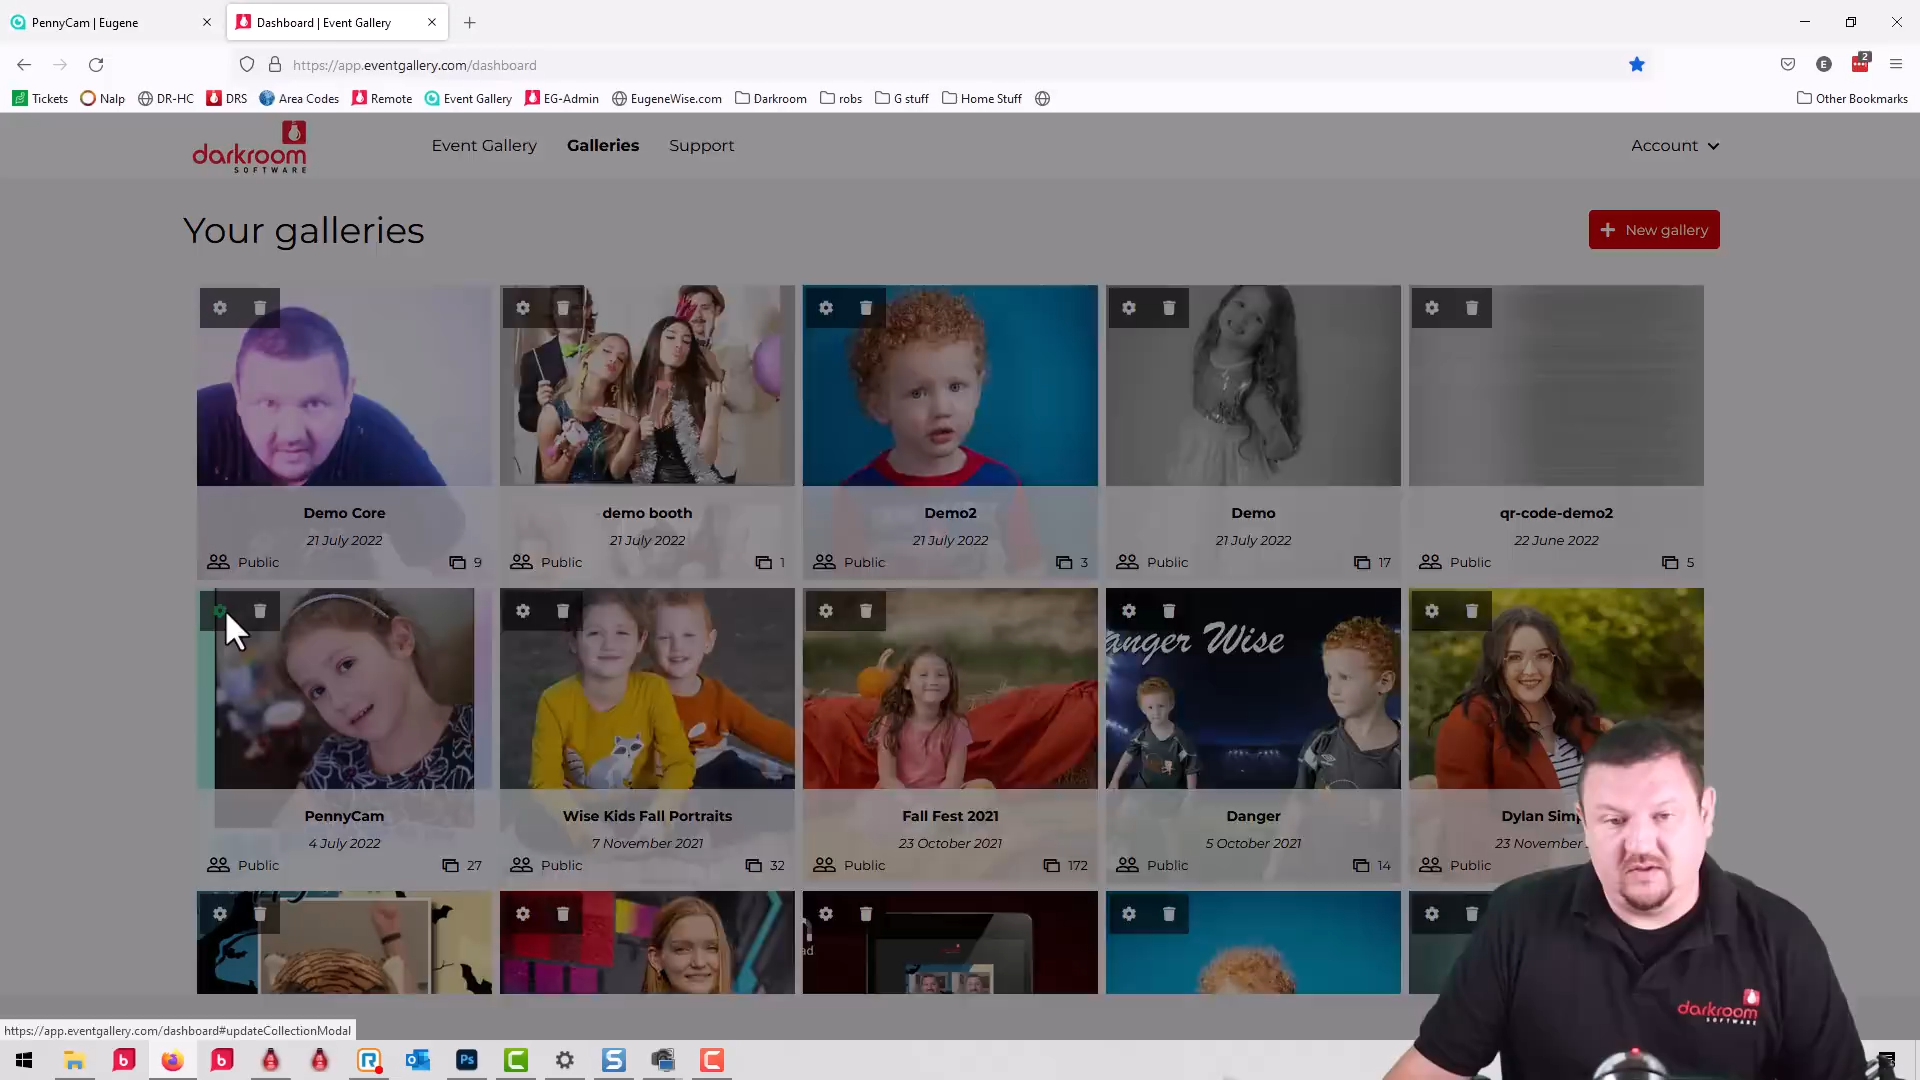 PennyCam | Eugene
Dashboard | Event Gallery
https://app.eventgallery.com/dashboard
E
2
Tickets
Nalp
DR-HC
DRS
Area Codes
Remote
Event Gallery
EG-Admin
EugeneWise.com
Darkroom
robs
G stuff
Home Stuff
Other Bookmarks
darkroom
SOFTWARE
Event Gallery
Galleries
Support
Account
Your galleries
New gallery
Demo Core
21 July 2022
Public
9
demo booth
21 July 2022
Public
1
Demo2
21 July 2022
Public
3
Demo
21 July 2022
Public
17
qr-code-demo2
22 June 2022
Public
5
anger Wise
PennyCam
4 July 2022
Public
27
Wise Kids Fall Portraits
7 November 2021
Public
32
Fall Fest 2021
23 October 2021
Public
172
Danger
5 October 2021
Public
14
Dylan Simp
23 November
Public
https://app.eventgallery.com/dashboard#updateCollectionModal
darkroom
SOFTWARE
b
b
R
Ps
C
S
C